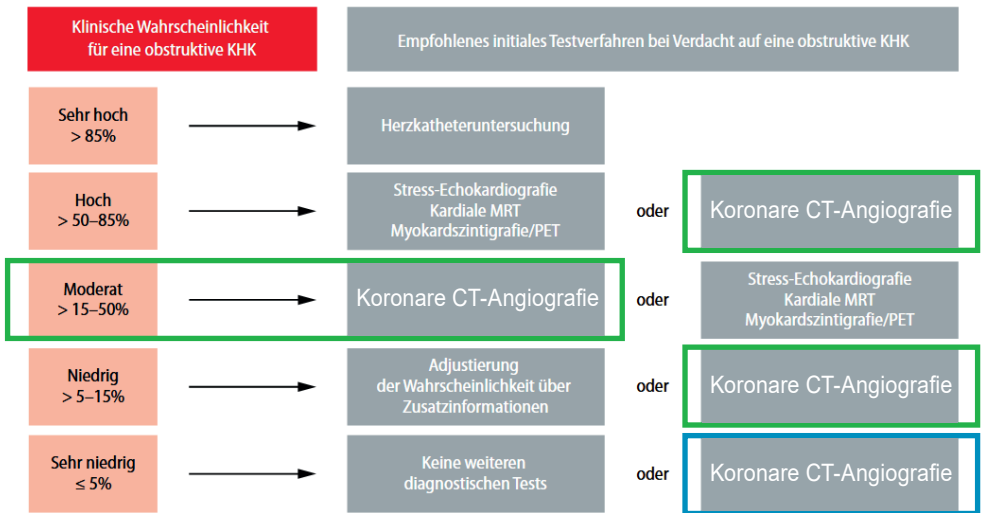 Klinische Wahrscheinlichkeit
für eine obstruktive KHK
Empfohlenes initiales Testverfahren bei Verdacht auf eine obstruktive KHK
Sehr hoch
> 85%
Herzkatheteruntersuchung
Hoch
> 50–85%
Stress-Echokardiografie
Kardiale MRT
Myokardszintigrafie/PET
oder
Koronare CT-Angiografie
Moderat
> 15–50%
Koronare CT-Angiografie
oder
Stress-Echokardiografie
Kardiale MRT
Myokardszintigrafie/PET
Niedrig
> 5–15%
Adjustierung
der Wahrscheinlichkeit über
Zusatzinformationen
oder
Koronare CT-Angiografie
Sehr niedrig
≤ 5%
Keine weiteren
diagnostischen Tests
oder
Koronare CT-Angiografie